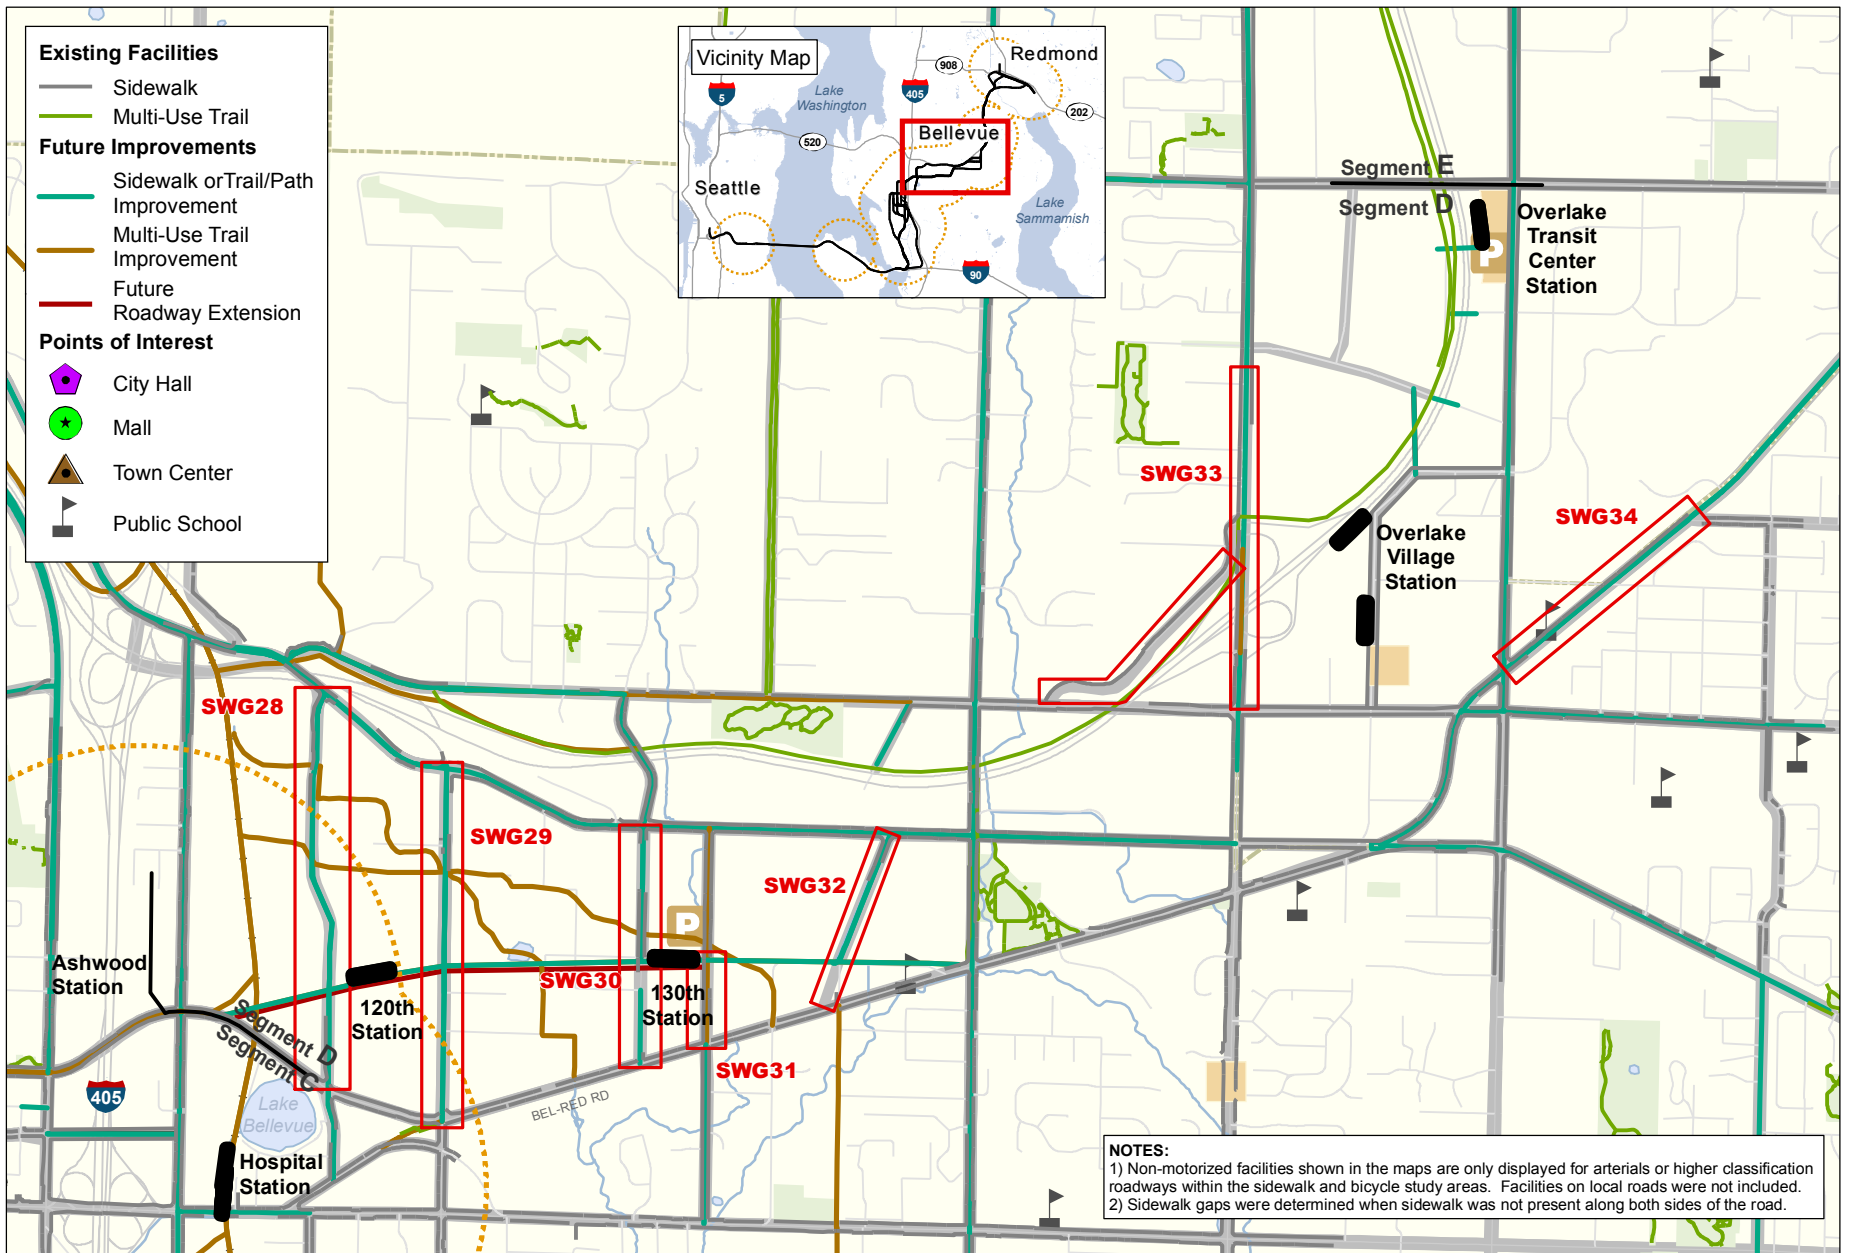 Existing Facilities
Sidewalk
Multi-Use Trail
Future Improvements
Sidewalk orTrail/Path
Improvement
Multi-Use Trail
Improvement
Future
Roadway Extension
Points of Interest
City Hall
Mall
Town Center
Public School
Vicinity Map
Redmond
908
5
Lake
Washington
405
202
Bellevue
520
Seattle
Lake
Sammamish
90
Segment E
Segment D
Overlake
Transit
Center
Station
P
SWG33
SWG34
Overlake
Village
Station
SWG28
SWG29
SWG32
P
Ashwood
Station
SWG30
130th
Station
120th
Station
Segment D
Segment C
SWG31
405
Lake
Bellevue
BEL-RED RD
Hospital
Station
NOTES:
1) Non-motorized facilities shown in the maps are only displayed for arterials or higher classification
roadways within the sidewalk and bicycle study areas. Facilities on local roads were not included.
2) Sidewalk gaps were determined when sidewalk was not present along both sides of the road.